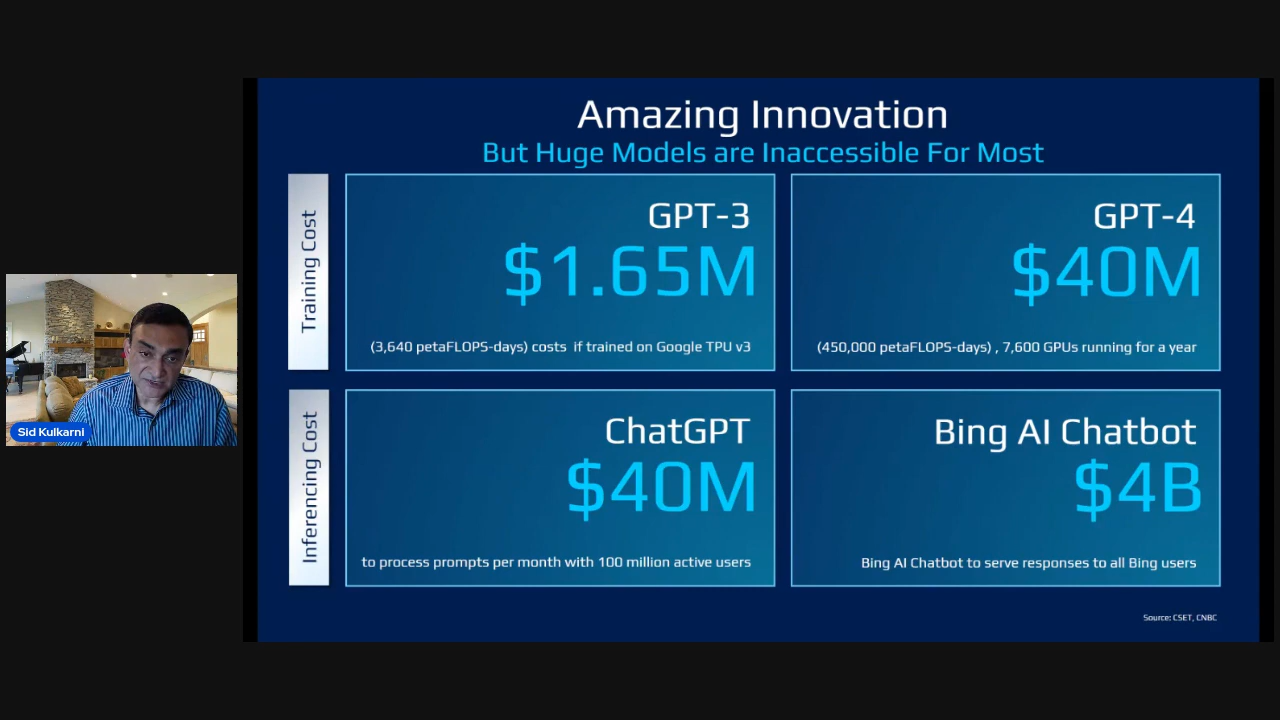 Amazing Innovation
But Huge Models are Inaccessible For Most
Training Cost
GPT-3
$1.65M
(3,640 petaFLOPS-days) costs if trained on Google TPU v3
GPT-4
$40M
(450,000 petaFLOPS-days) , 7,600 GPUs running for a year
Inferencing Cost
ChatGPT
$40M
to process prompts per month with 100 million active users
Bing AI Chatbot
$4B
Bing AI Chatbot to serve responses to all Bing users
Source: CSET, CNBC
Sid Kulkarni